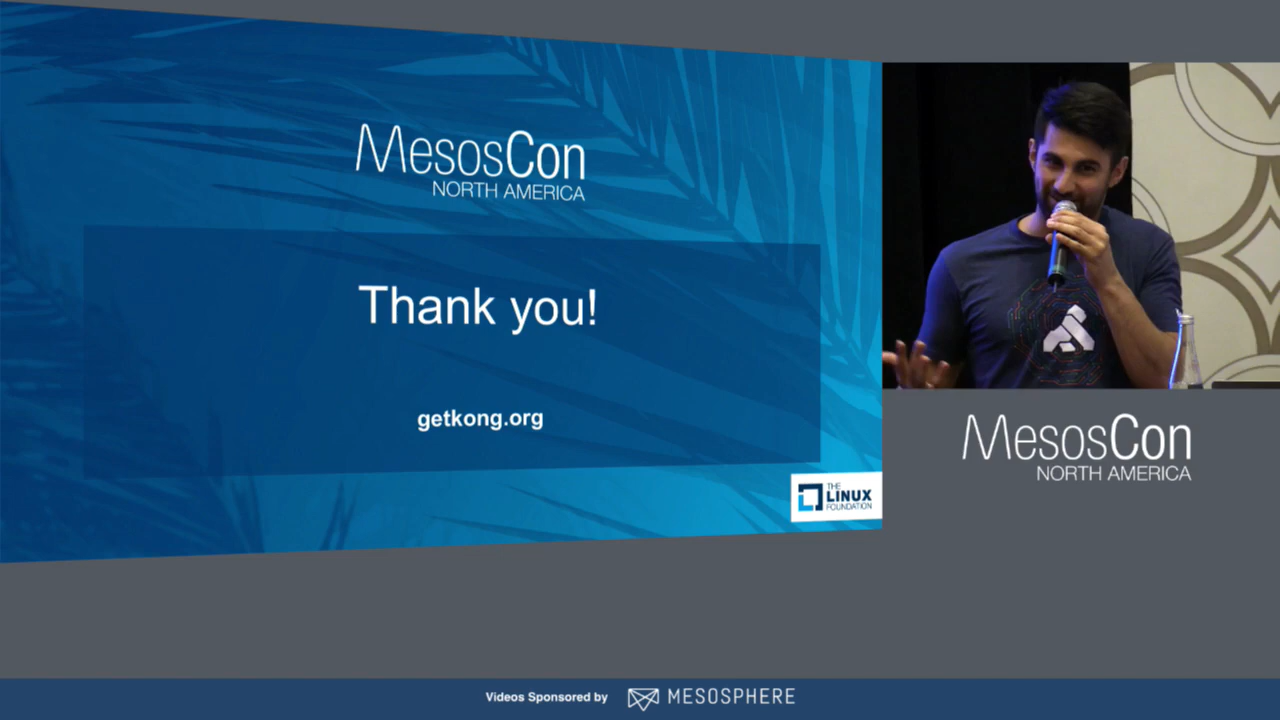 MesosCon
NORTH AMERICA
Thank you!
getkong.org
THE
LINUX
FOUNDATION
MesosCon
NORTH AMERICA
Videos Sponsored by MESOSPHERE